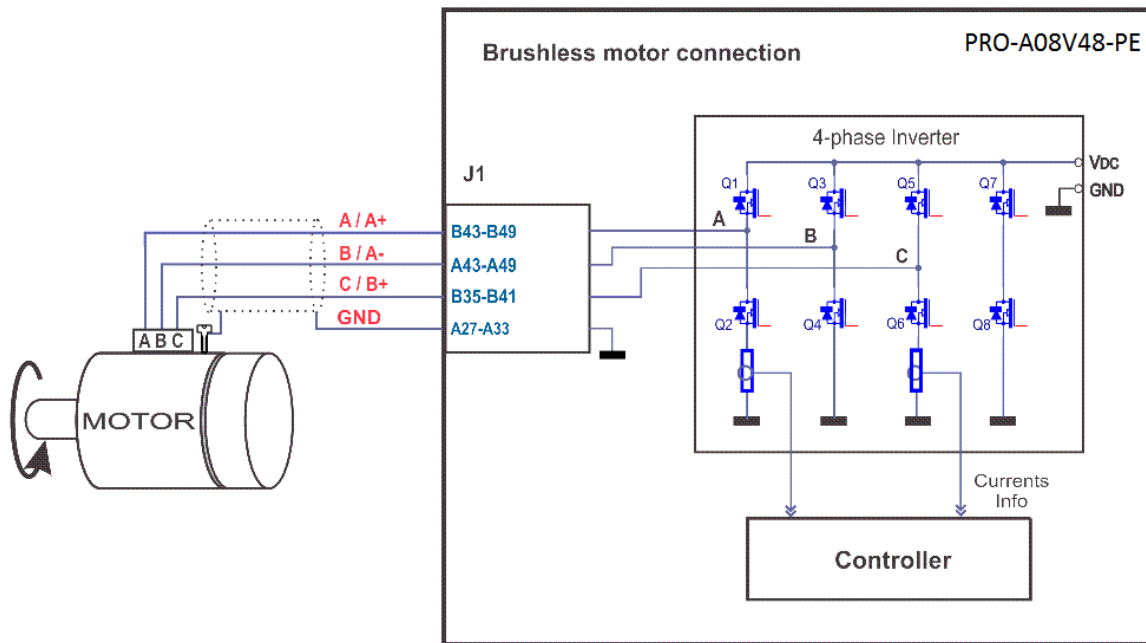 Brushless motor connection
PRO-A08V48-PE
4-phase Inverter
VDC
GND
Q1
Q3
Q5
Q7
J1
A / A+
B43-B49
A
B / A-
A43-A49
B
C / B+
B35-B41
C
GND
A27-A33
Q2
Q4
Q6
Q8
A B C
MOTOR
Currents
Info
Controller